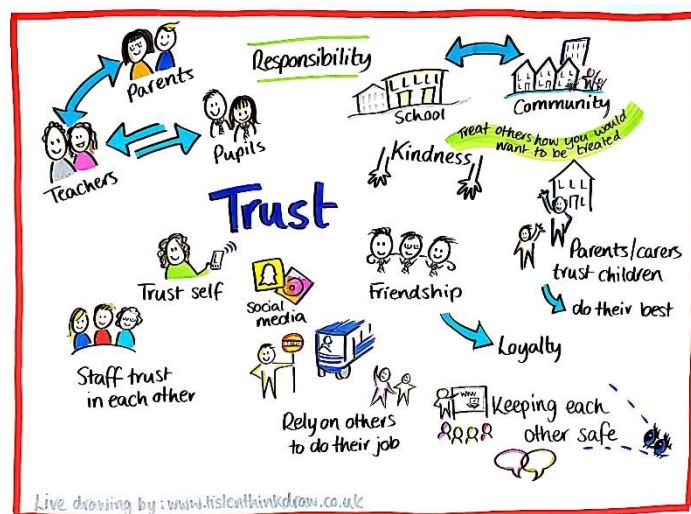 Responsibility
Parents
Teachers
Pupils
School
Community
Treat others how you would
want to be treated
Kindness
Trust
Parents/carers
trust children
do their best
Trust self
social
media
Friendship
Loyalty
Staff trust
in each other
Rely on others
to do their job
www
Keeping each
other safe
Live drawing by: www.listenthinkdraw.co.uk